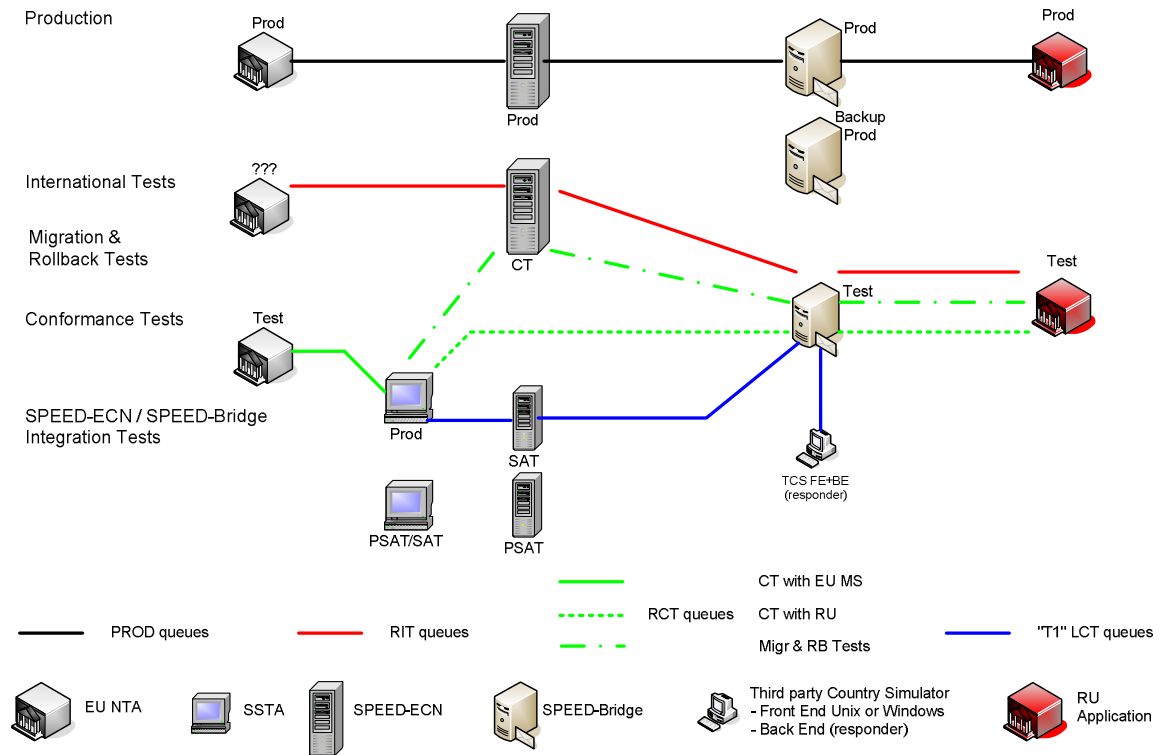 Production
Prod
Prod
Prod
Prod
Backup
Prod
International Tests
???
CT
Migration &
Rollback Tests
Test
Test
Conformance Tests
Test
Prod
SPEED-ECN / SPEED-Bridge
Integration Tests
SAT
TCS FE+BE
(responder)
PSAT/SAT
PSAT
CT with EU MS
RCT queues
CT with RU
Migr & RB Tests
PROD queues
RIT queues
"T1" LCT queues
EU NTA
SSTA
SPEED-ECN
SPEED-Bridge
Third party Country Simulator
- Front End Unix or Windows
- Back End (responder)
RU
Application